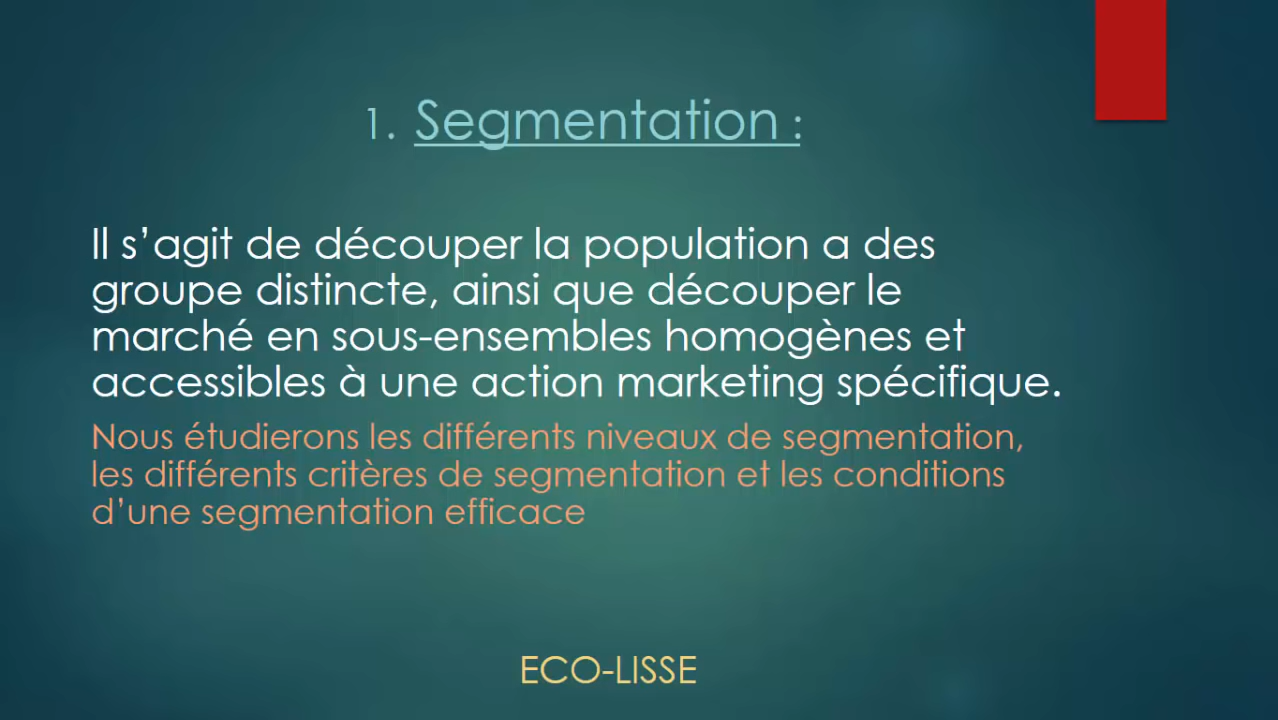 1. Segmentation :
Il s’agit de découper la population a des
groupe distincte, ainsi que découper le
marché en sous-ensembles homogènes et
accessibles à une action marketing spécifique.
Nous étudierons les différents niveaux de segmentation,
les différents critères de segmentation et les conditions
d’une segmentation efficace
ECO-LISSE